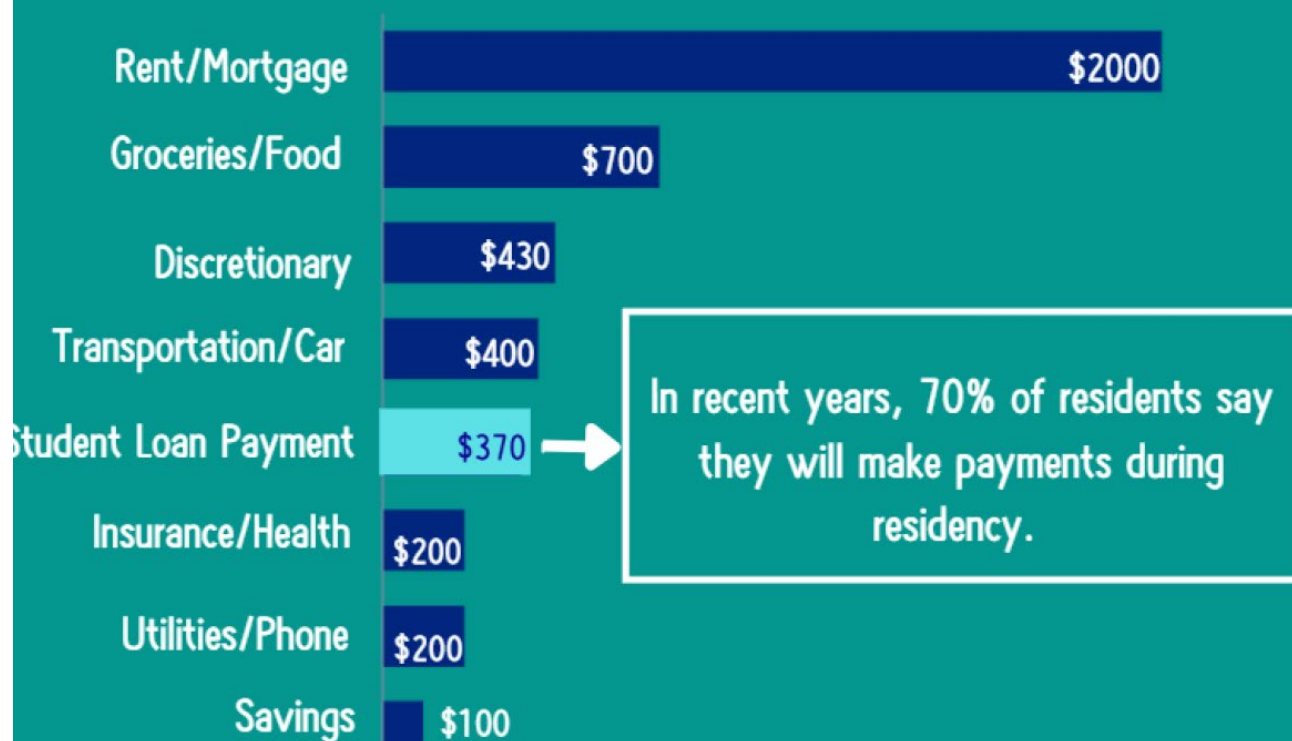 Rent/Mortgage $2000
Groceries/Food $700
Discretionary $430
Transportation/Car $400
Student Loan Payment $370
In recent years, 70% of residents say
they will make payments during
residency.
Insurance/Health $200
Utilities/Phone $200
Savings $100